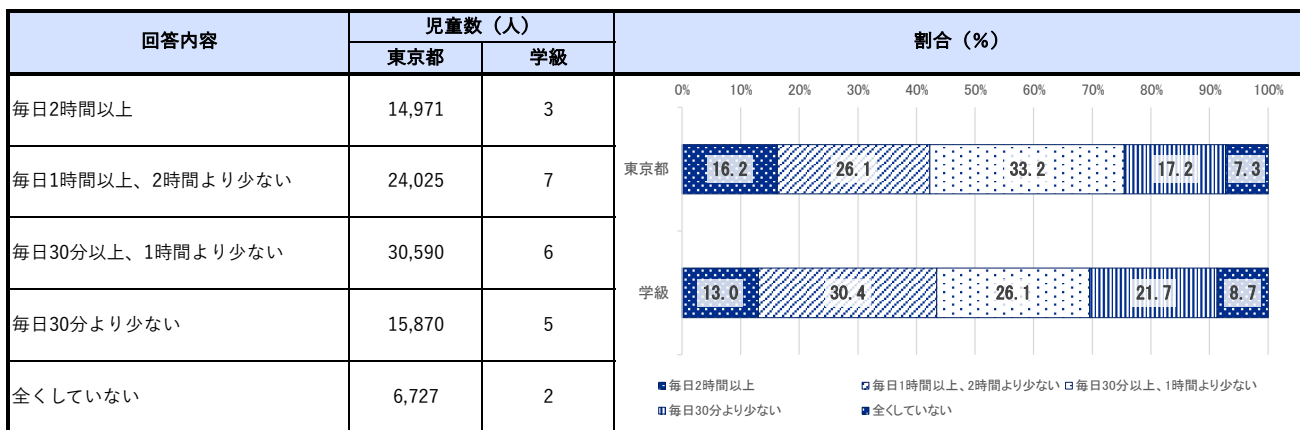 回答内容 児童数（人） 割合（%）
東京都 学級
毎日2時間以上 14,971 3
毎日1時間以上、2時間より少ない 24,025 7
毎日30分以上、1時間より少ない 30,590 6
毎日30分より少ない 15,870 5
全くしていない 6,727 2
0% 10% 20% 30% 40% 50% 60% 70% 80% 90% 100%
東京都 16.2 26.1 33.2 17.2 7.3
学級 13.0 30.4 26.1 21.7 8.7
毎日2時間以上 毎日1時間以上、2時間より少ない 毎日30分以上、1時間より少ない
毎日30分より少ない 全くしていない